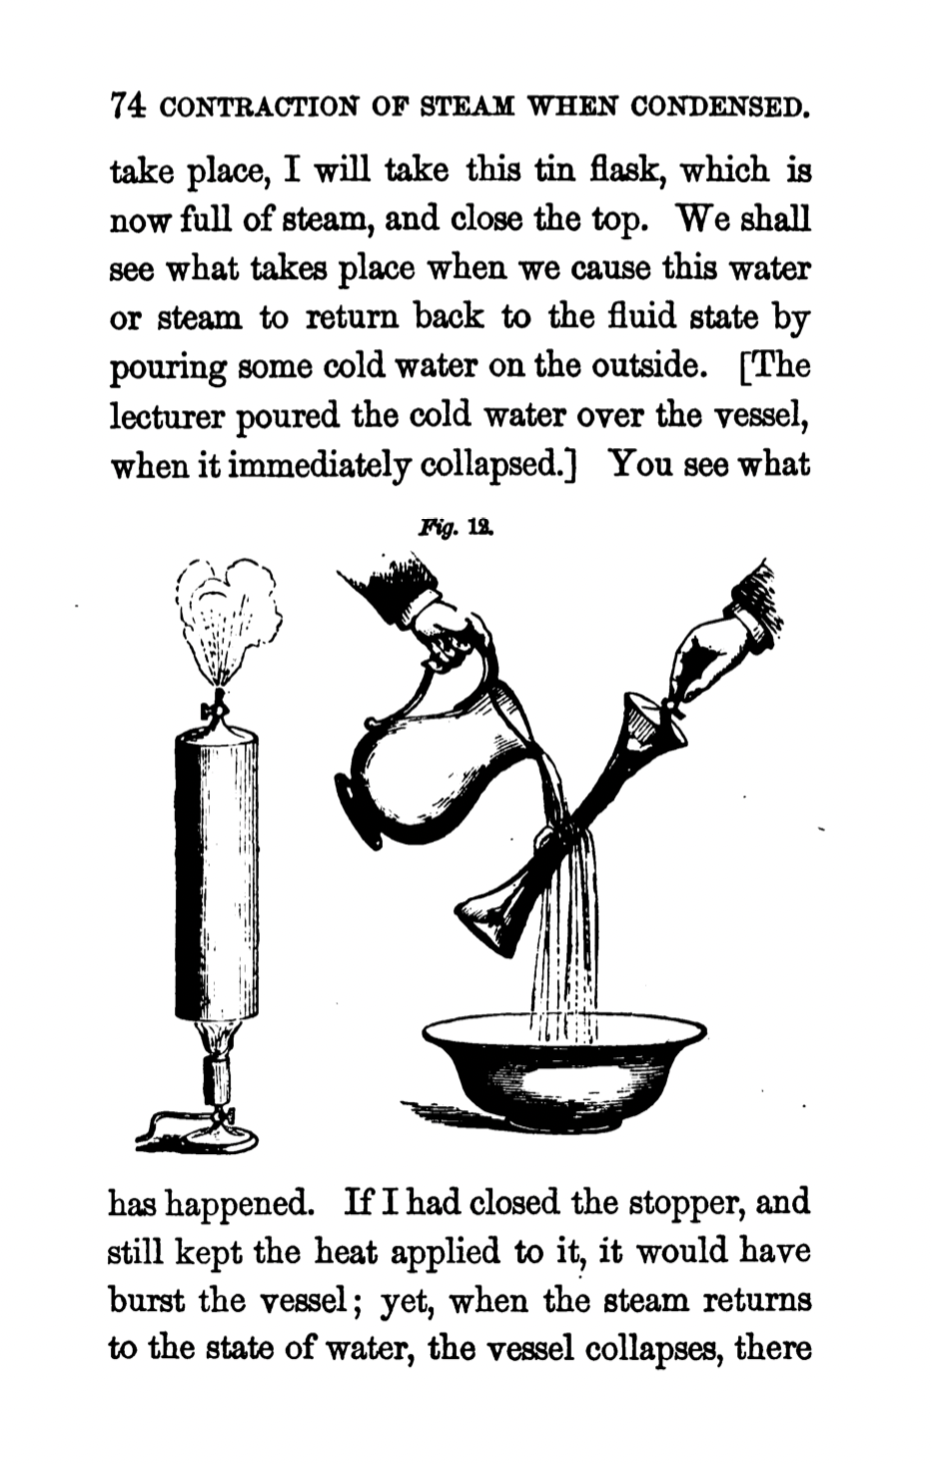 74 CONTRACTION OF STEAM WHEN CONDENSED.
take place, I will take this tin flask, which is
now full of steam, and close the top. We shall
see what takes place when we cause this water
or steam to return back to the fluid state by
pouring some cold water on the outside. [The
lecturer poured the cold water over the vessel,
when it immediately collapsed.] You see what
Fig. 12.
has happened. If I had closed the stopper, and
still kept the heat applied to it, it would have
burst the vessel; yet, when the steam returns
to the state of water, the vessel collapses, there